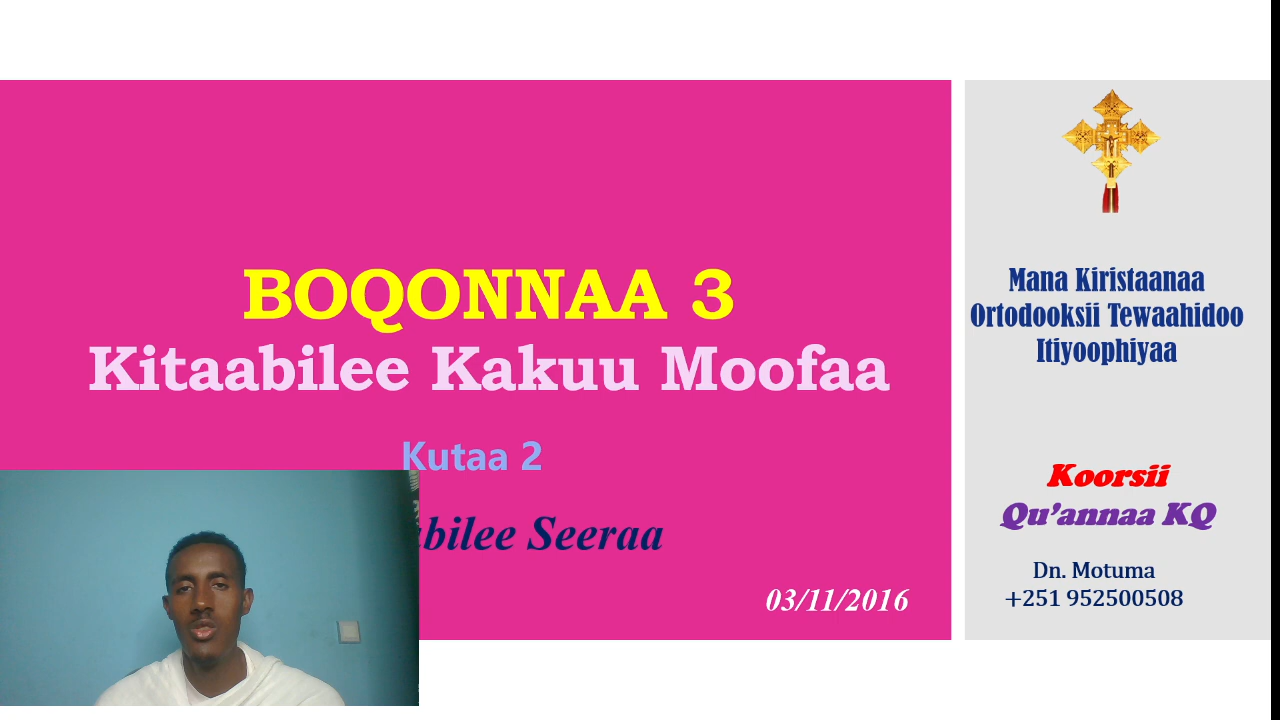 BOQONNAA 3
Kitaabilee Kakuu Moofaa
Kutaa 2
Seeraa
03/11/2016
Mana Kiristaanaa
Ortodooksii Tewaahidoo
Itiyoophiyaa
Koorsii
Qu'annaa KQ
Dn. Motuma
+251 952500508